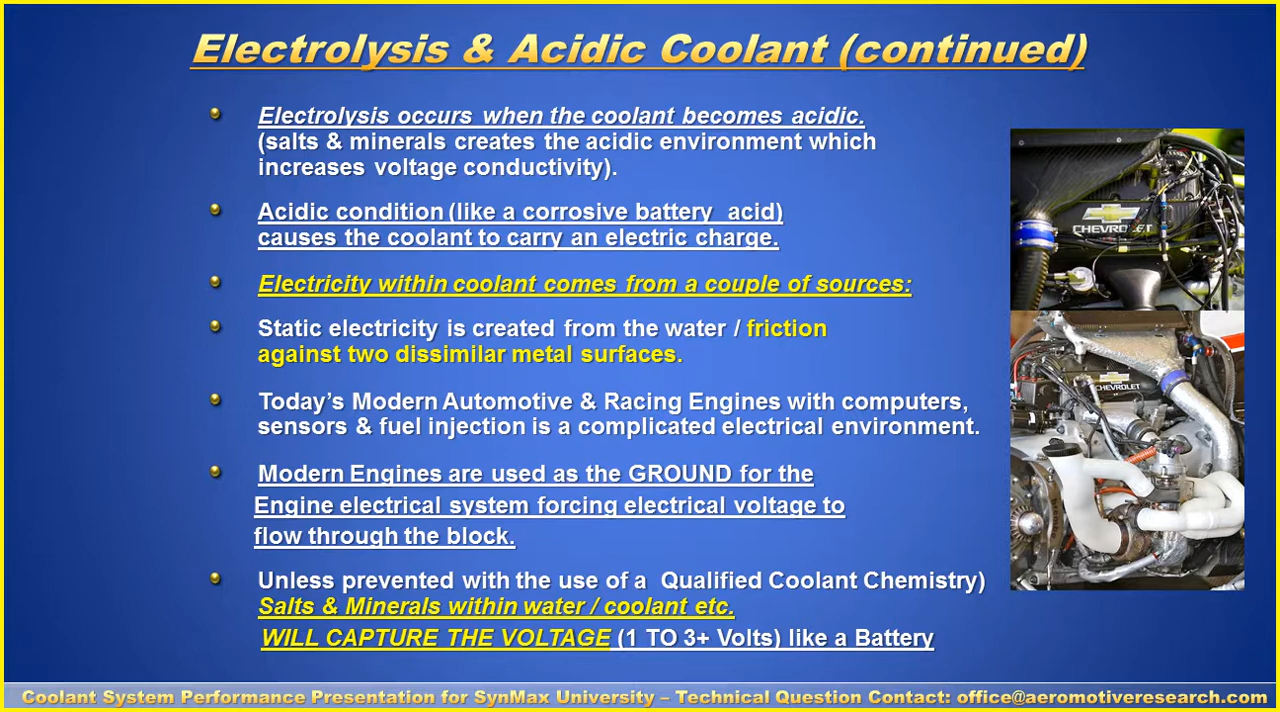 Electrolysis & Acidic Coolant (continued)
Electrolysis occurs when the coolant becomes acidic.
(salts & minerals creates the acidic environment which
increases voltage conductivity).
Acidic condition (like a corrosive battery acid)
causes the coolant to carry an electric charge.
Electricity within coolant comes from a couple of sources:
Static electricity is created from the water / friction
against two dissimilar metal surfaces.
Today's Modern Automotive & Racing Engines with computers,
sensors & fuel injection is a complicated electrical environment.
Modern Engines are used as the GROUND for the
Engine electrical system forcing electrical voltage to
flow through the block.
Unless prevented with the use of a Qualified Coolant Chemistry)
Salts & Minerals within water / coolant etc.
WILL CAPTURE THE VOLTAGE (1 TO 3+ Volts) like a Battery
CHEVROLET
CHEVROLET
Coolant System Performance Presentation for SynMax University – Technical Question Contact: office@aeromotiveresearch.com